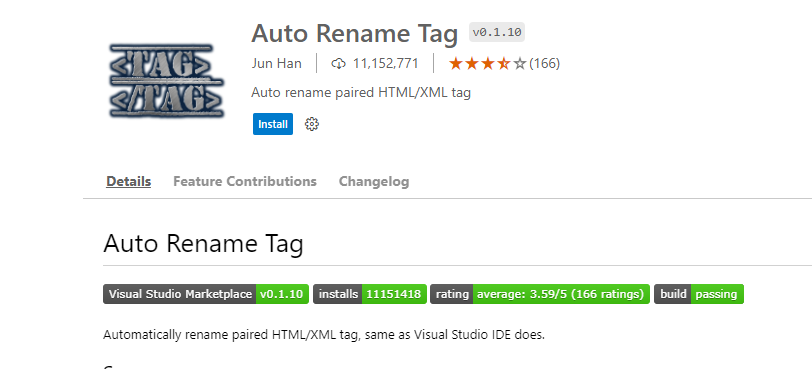 <TAG>
</TAG>
Auto Rename Tag v0.1.10
Jun Han 11,152,771 (166)
Auto rename paired HTML/XML tag
Install
Details Feature Contributions Changelog
Auto Rename Tag
Visual Studio Marketplace v0.1.10 installs 11151418 rating average: 3.59/5 (166 ratings) build passing
Automatically rename paired HTML/XML tag, same as Visual Studio IDE does.